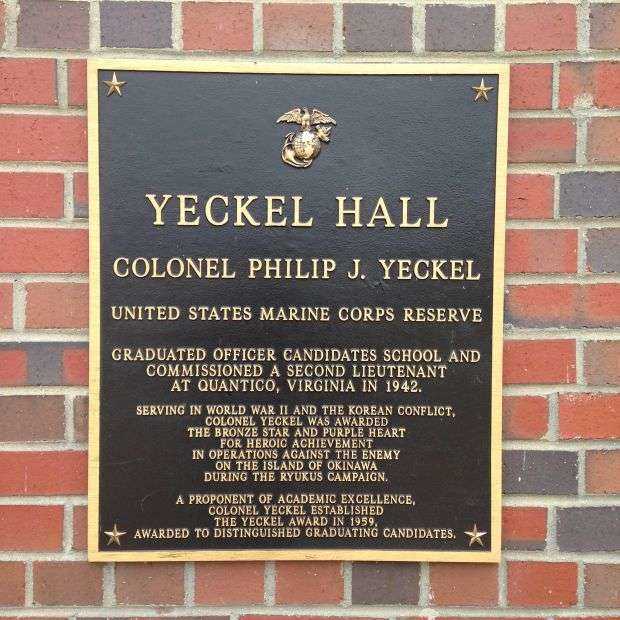 YECKEL HALL
COLONEL PHILIP J. YECKEL
UNITED STATES MARINE CORPS RESERVE
GRADUATED OFFICER CANDIDATES SCHOOL AND
COMMISSIONED A SECOND LIEUTENANT
AT QUANTICO, VIRGINIA IN 1942.
SERVING IN WORLD WAR II AND THE KOREAN CONFLICT,
COLONEL YECKEL WAS AWARDED
THE BRONZE STAR AND PURPLE HEART
FOR HEROIC ACHIEVEMENT
IN OPERATIONS AGAINST THE ENEMY
ON THE ISLAND OF OKINAWA
DURING THE RYUKUS CAMPAIGN.
A PROPONENT OF ACADEMIC EXCELLENCE,
COLONEL YECKEL ESTABLISHED
THE YECKEL AWARD IN 1959,
AWARDED TO DISTINGUISHED GRADUATING CANDIDATES.